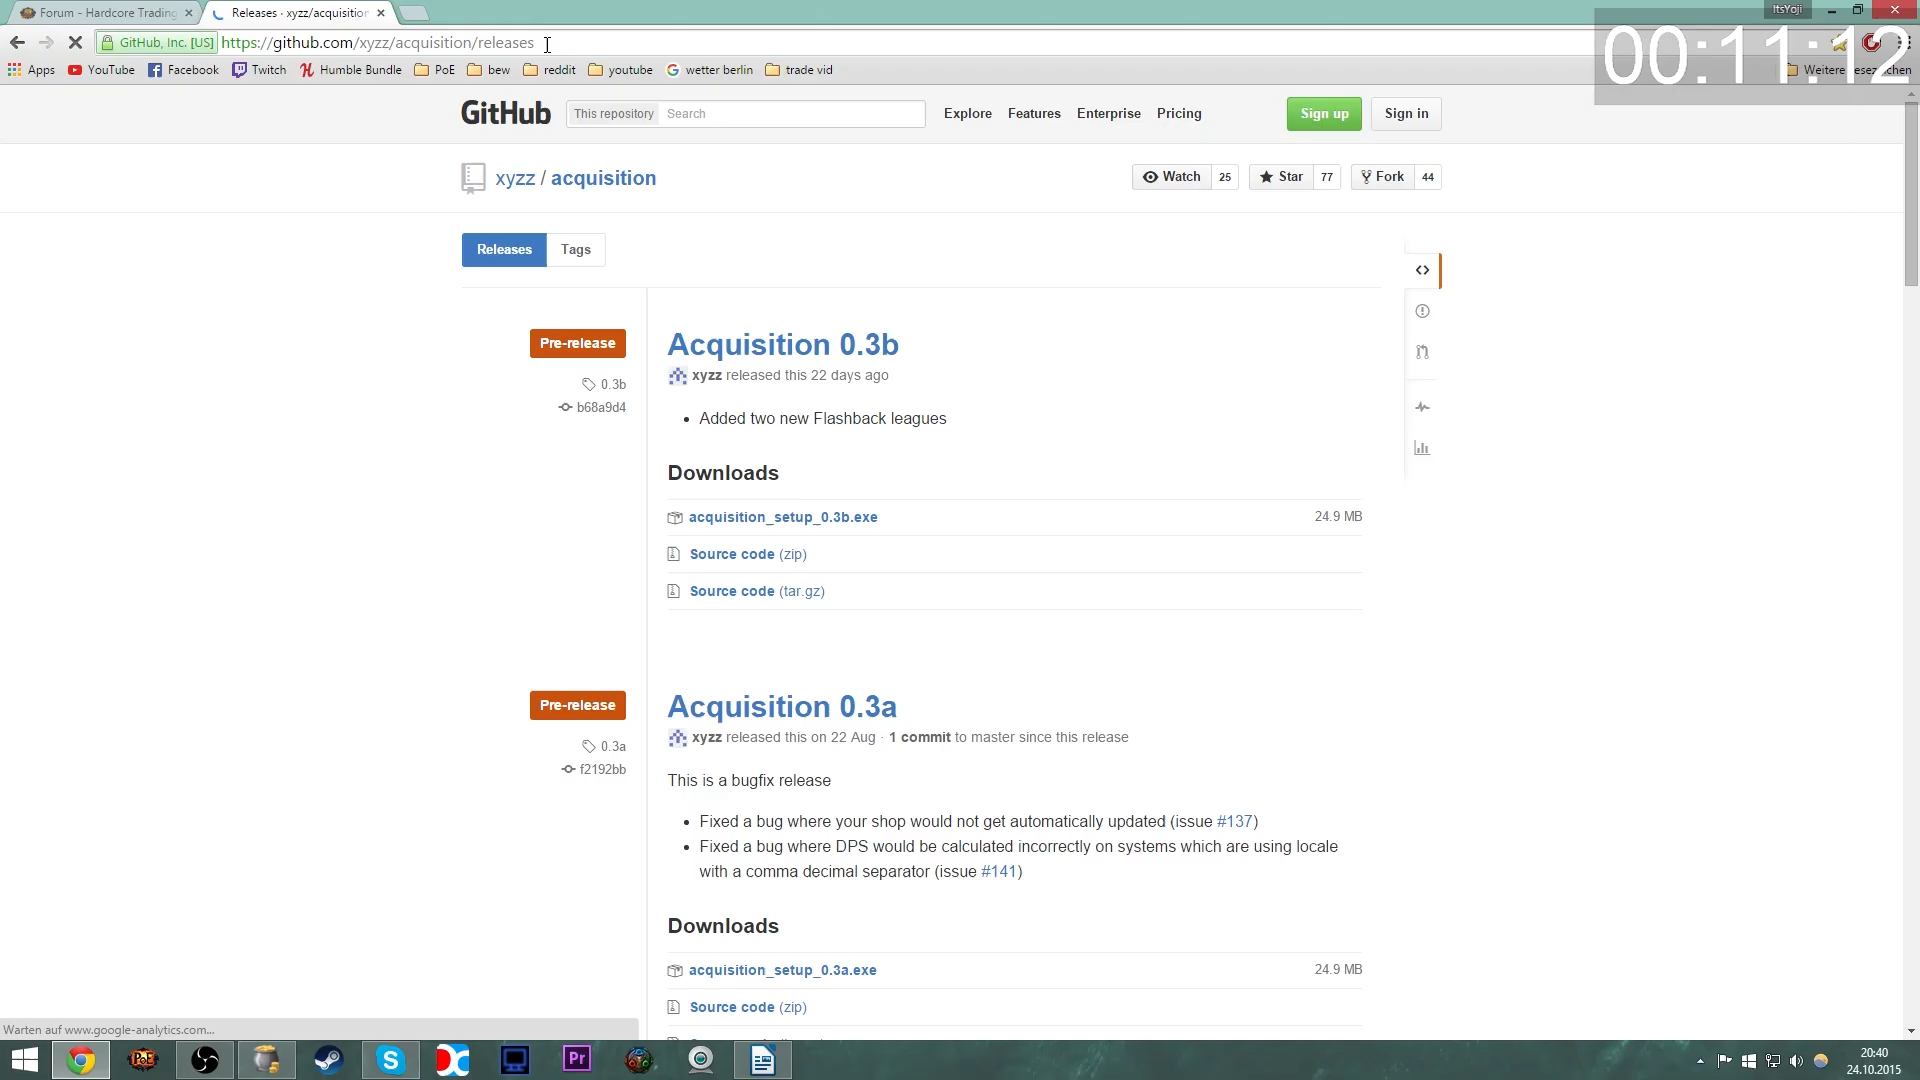 Forum - Hardcore Trading
Releases · xyzz/acquisition
ItsYoji
GitHub, Inc. [US]
https://github.com/xyzz/acquisition/releases
00:11:12
Apps
YouTube
Facebook
Twitch
Humble Bundle
PoE
bew
reddit
youtube
wetter berlin
trade vid
Weitere
GitHub
This repository
Search
Explore
Features
Enterprise
Pricing
Sign up
Sign in
xyzz / acquisition
Watch 25
Star 77
Fork 44
Releases
Tags
Pre-release
0.3b
b68a9d4
Acquisition 0.3b
xyzz released this 22 days ago
• Added two new Flashback leagues
Downloads
acquisition_setup_0.3b.exe 24.9 MB
Source code (zip)
Source code (tar.gz)
Pre-release
0.3a
f2192bb
Acquisition 0.3a
xyzz released this on 22 Aug · 1 commit to master since this release
This is a bugfix release
• Fixed a bug where your shop would not get automatically updated (issue #137)
• Fixed a bug where DPS would be calculated incorrectly on systems which are using locale
with a comma decimal separator (issue #141)
Downloads
acquisition_setup_0.3a.exe 24.9 MB
Source code (zip)
Warten auf www.google-analytics.com...
PoE
Pr
20:40
24.10.2015